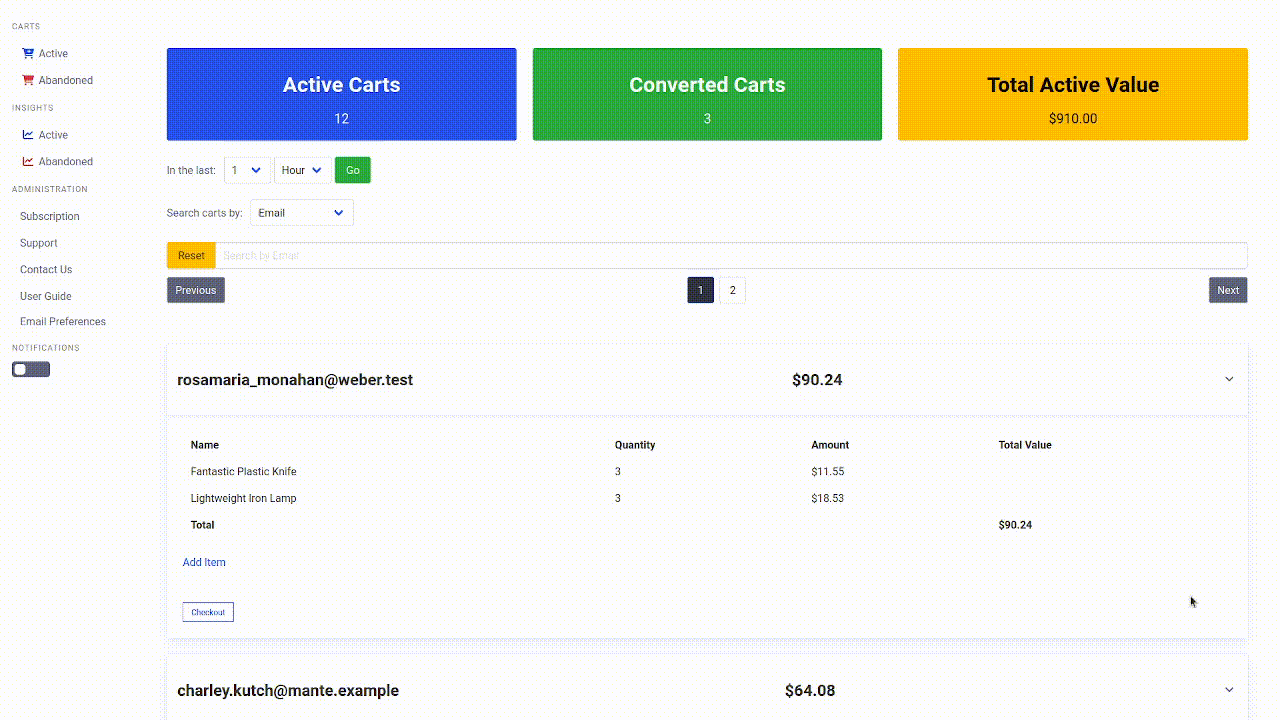 CARTS
Active
Abandoned
INSIGHTS
Active
Abandoned
ADMINISTRATION
Subscription
Support
Contact Us
User Guide
Email Preferences
NOTIFICATIONS
Active Carts
12
Converted Carts
3
Total Active Value
$910.00
In the last: 1 Hour Go
Search carts by: Email
Reset Search by Email
Previous 1 2 Next
rosamaria_monahan@weber.test $90.24
Name Quantity Amount Total Value
Fantastic Plastic Knife 3 $11.55
Lightweight Iron Lamp 3 $18.53
Total $90.24
Add Item
Checkout
charley.kutch@mante.example $64.08